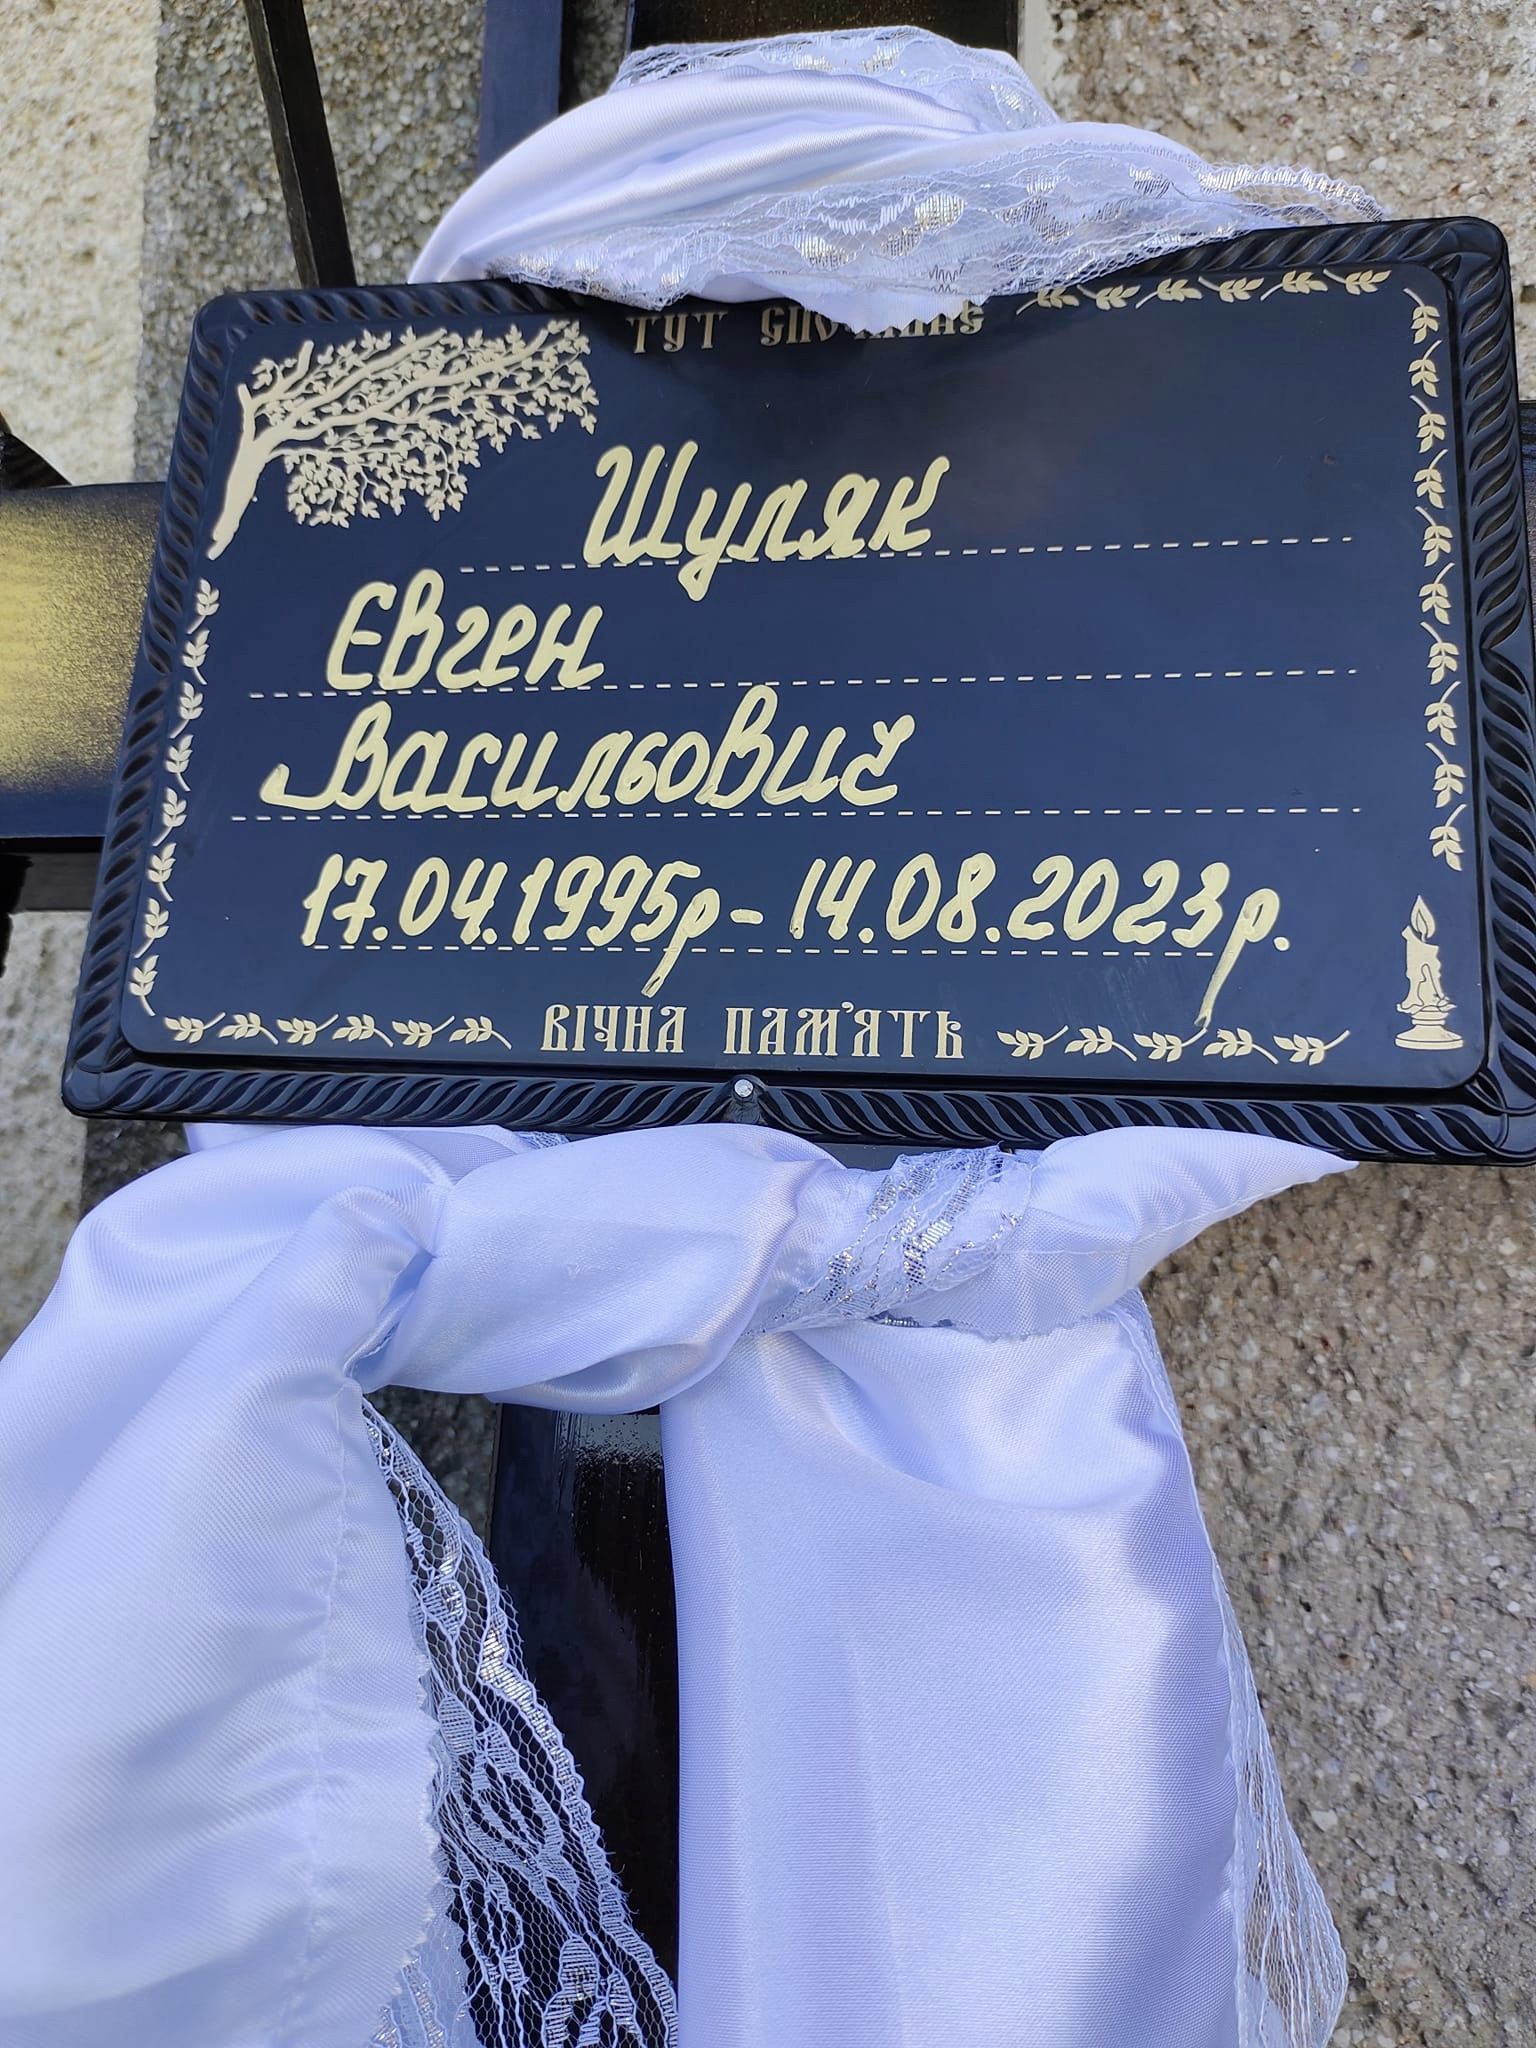 ТУТ СПОЧИВАЄ
Шуляк
Євген
Васильович
17.04.1995р - 14.08.2023р.
ВІЧНА ПАМ'ЯТЬ